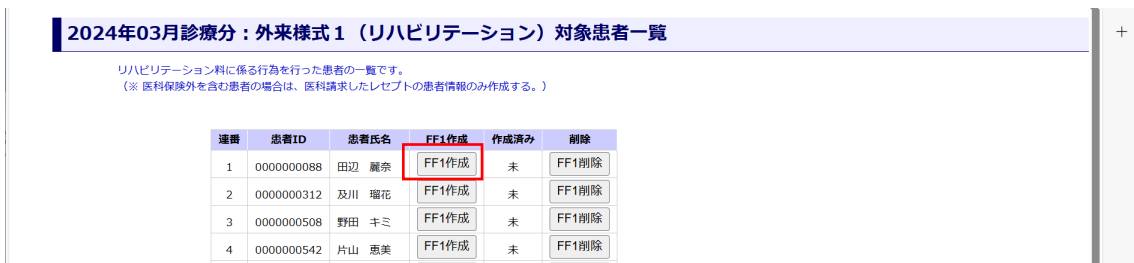 2024年03月診療分：外来様式１（リハビリテーション）対象患者一覧
リハビリテーション料に係る行為を行った患者の一覧です。
（※ 医科保険外を含む患者の場合は、医科請求したレセプトの患者情報のみ作成する。）
連番 患者ID 患者氏名 FF1作成 作成済み 削除
1 0000000088 田辺　麗奈 FF1作成 未 FF1削除
2 0000000312 及川　瑠花 FF1作成 未 FF1削除
3 0000000508 野田　キミ FF1作成 未 FF1削除
4 0000000542 片山　恵美 FF1作成 未 FF1削除